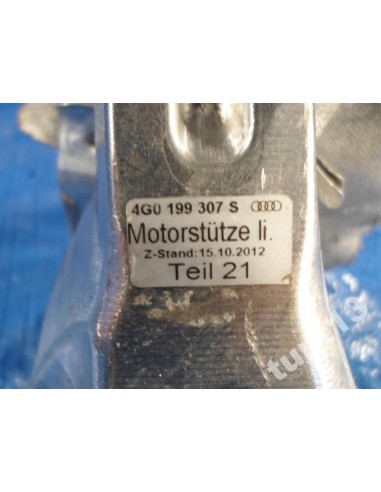 4G0 199 307 S
Motorstütze li.
Z-Stand: 15.10.2012
Teil 21